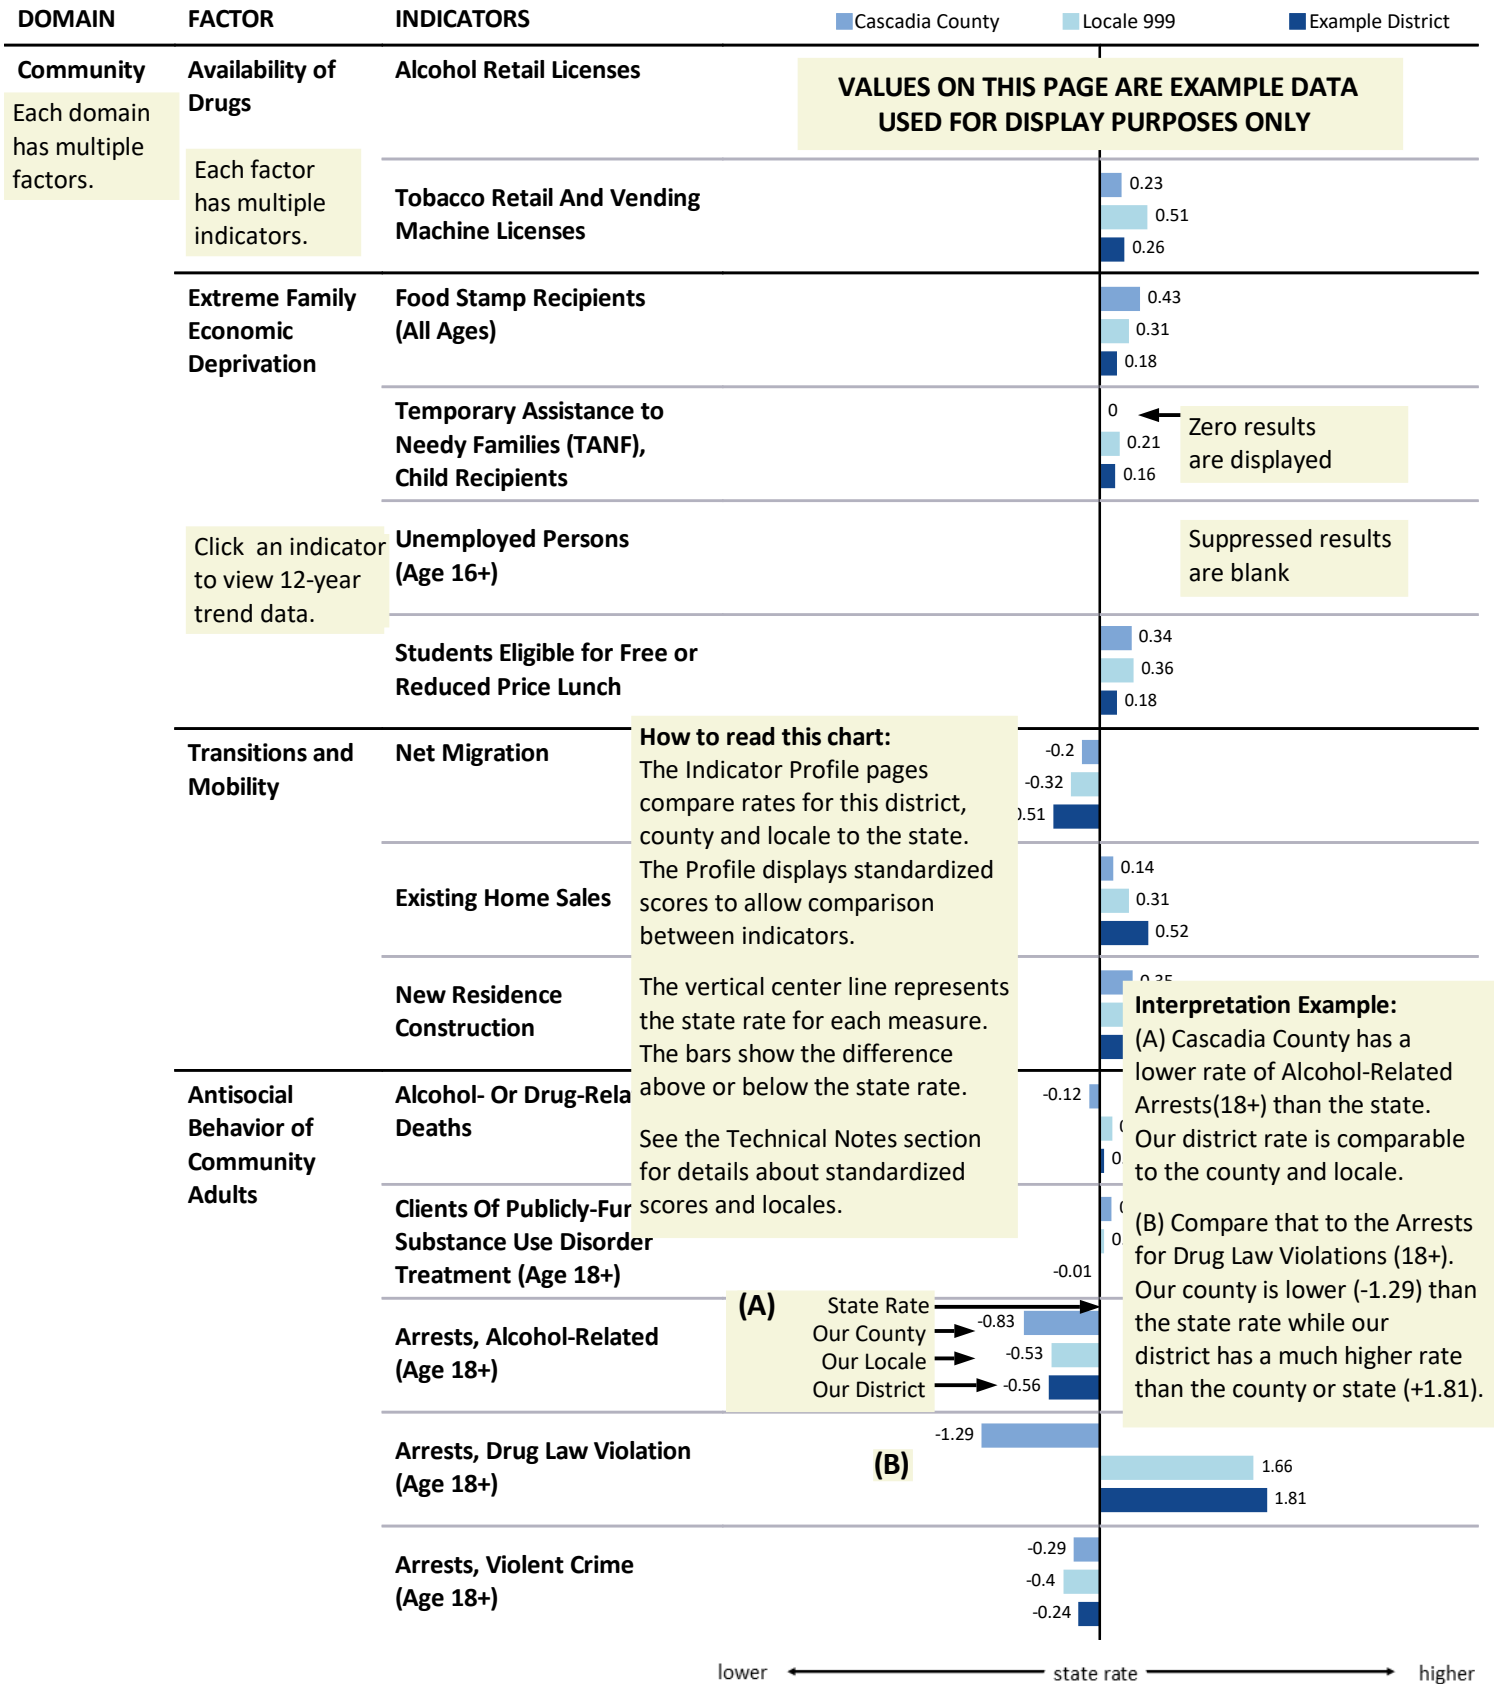 DOMAIN FACTOR INDICATORS Cascadia County Locale 999 Example District
Community
Each domain
has multiple
factors.
Availability of
Drugs
Each factor
has multiple
indicators.
Alcohol Retail Licenses
VALUES ON THIS PAGE ARE EXAMPLE DATA
USED FOR DISPLAY PURPOSES ONLY
Tobacco Retail And Vending
Machine Licenses
0.23
0.51
0.26
Extreme Family
Economic
Deprivation
Food Stamp Recipients
(All Ages)
0.43
0.31
0.18
Temporary Assistance to
Needy Families (TANF),
Child Recipients
0
0.21
0.16
Zero results
are displayed
Click an indicator
to view 12-year
trend data.
Unemployed Persons
(Age 16+)
Suppressed results
are blank
Students Eligible for Free or
Reduced Price Lunch
0.34
0.36
0.18
Transitions and
Mobility
Net Migration
-0.2
-0.32
.51
How to read this chart:
The Indicator Profile pages
compare rates for this district,
county and locale to the state.
The Profile displays standardized
scores to allow comparison
between indicators.
The vertical center line represents
the state rate for each measure.
The bars show the difference
above or below the state rate.
See the Technical Notes section
for details about standardized
scores and locales.
Existing Home Sales
0.14
0.31
0.52
New Residence
Construction
Interpretation Example:
(A) Cascadia County has a
lower rate of Alcohol-Related
Arrests(18+) than the state.
Our district rate is comparable
to the county and locale.
(B) Compare that to the Arrests
for Drug Law Violations (18+).
Our county is lower (-1.29) than
the state rate while our
district has a much higher rate
than the county or state (+1.81).
Antisocial
Behavior of
Community
Adults
Alcohol- Or Drug-Rela
Deaths
-0.12
0.
Clients Of Publicly-Fu
Substance Use Disorder
Treatment (Age 18+)
0.
-0.01
Arrests, Alcohol-Related
(Age 18+)
(A) State Rate
Our County -0.83
Our Locale -0.53
Our District -0.56
Arrests, Drug Law Violation
(Age 18+)
-1.29
(B)
1.66
1.81
Arrests, Violent Crime
(Age 18+)
-0.29
-0.4
-0.24
lower state rate higher